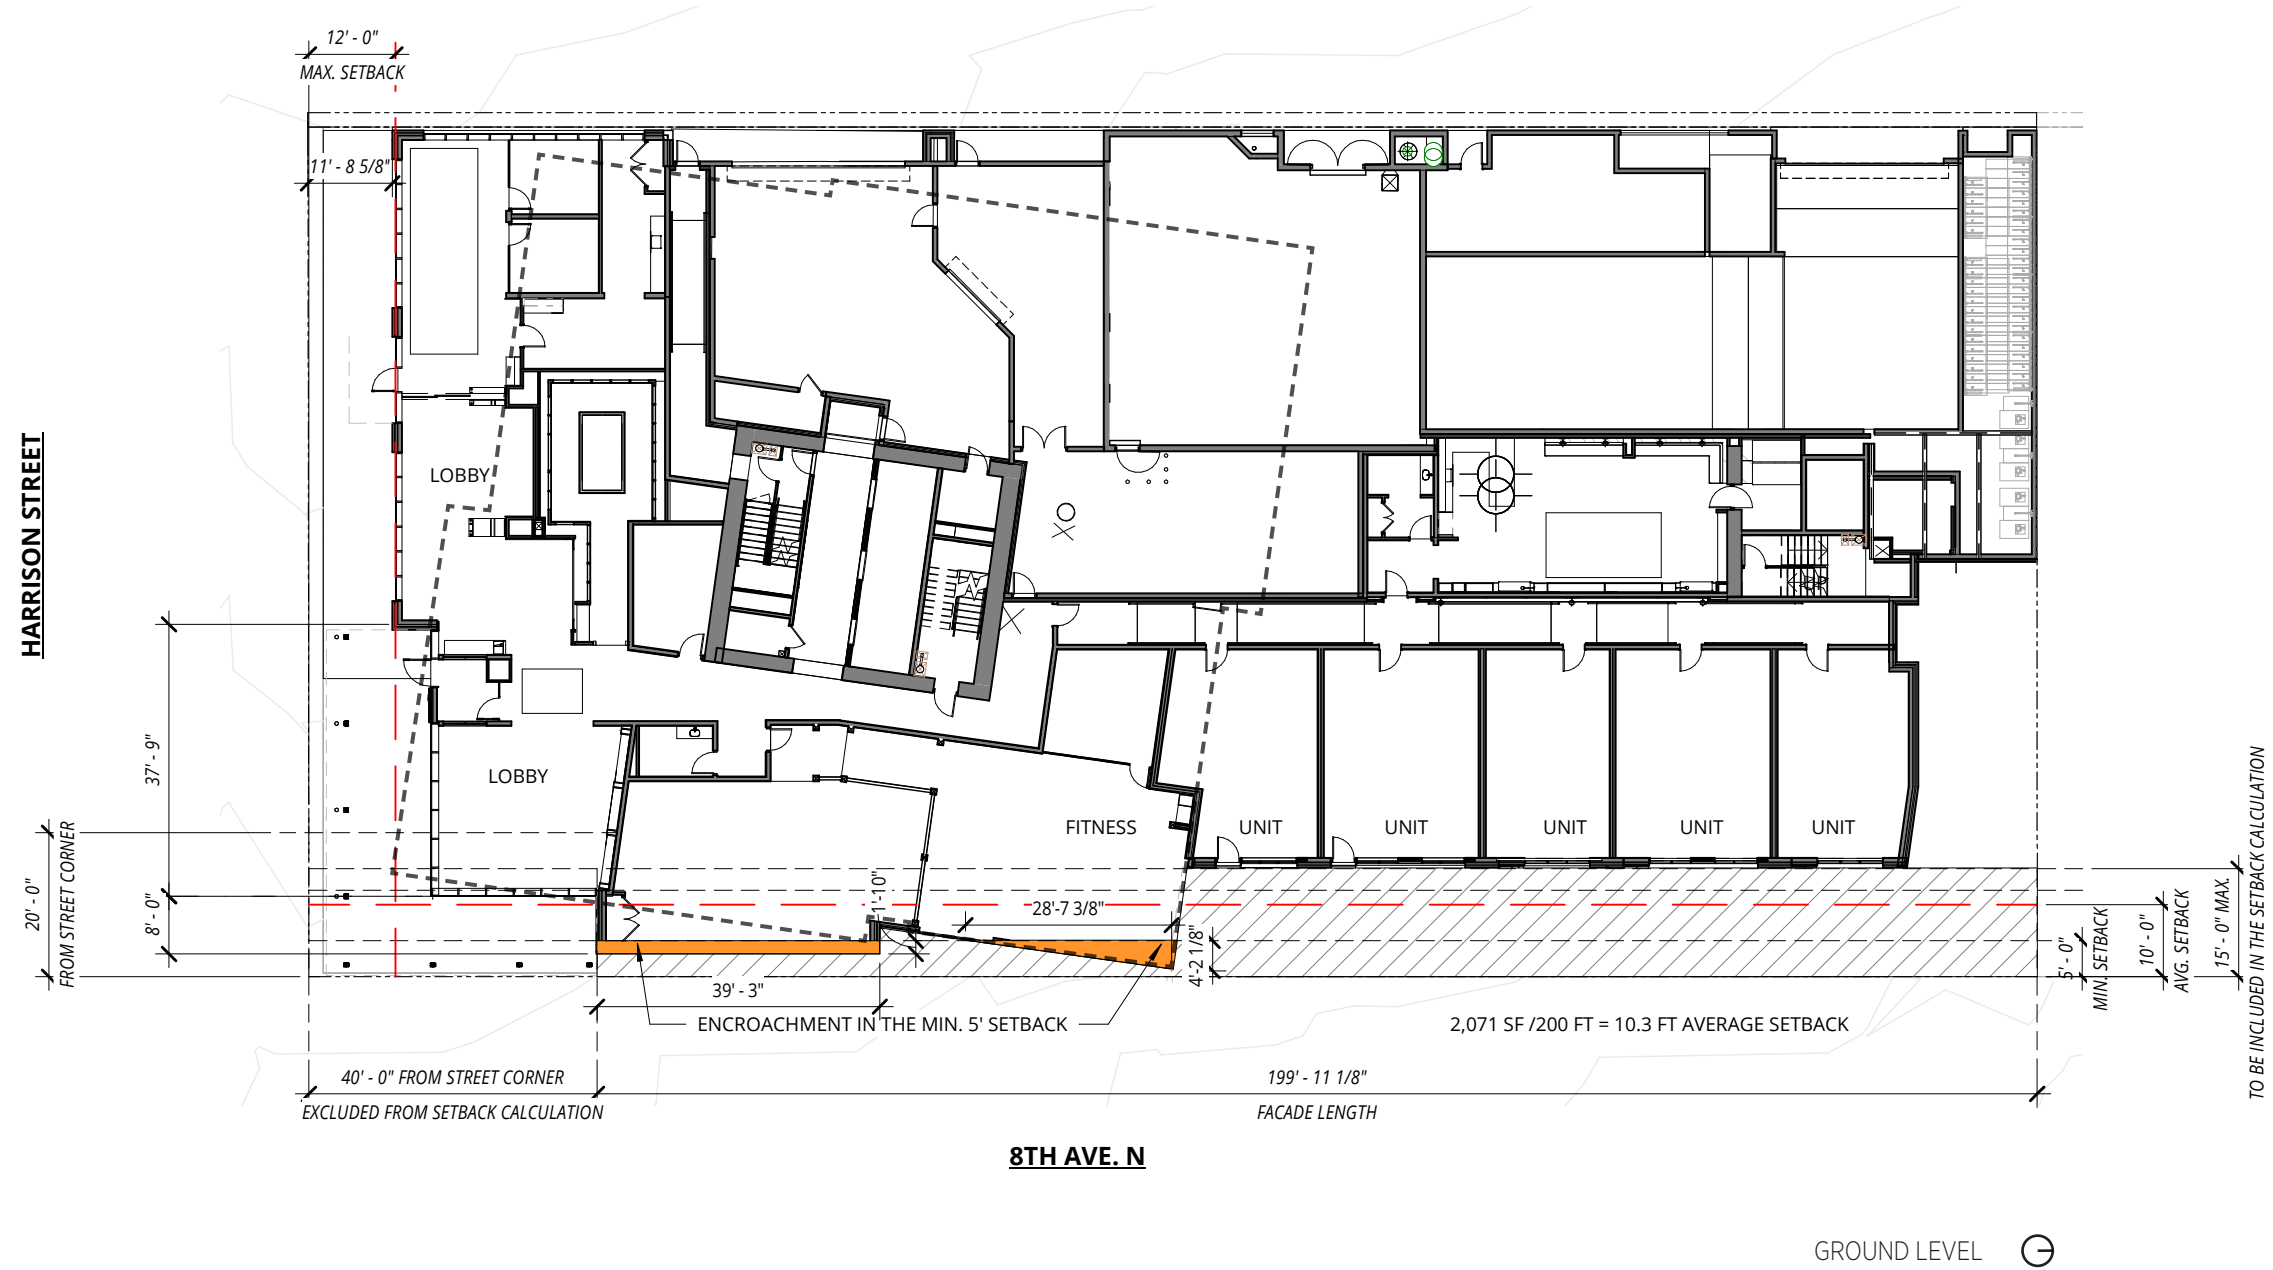 12' - 0"
MAX. SETBACK
11' - 8 5/8"
HARRISON STREET
LOBBY
37' - 9"
LOBBY
FITNESS
UNIT
UNIT
UNIT
UNIT
UNIT
20' - 0"
FROM STREET CORNER
8' - 0"
1'-10"
28'-7 3/8"
4'-2 1/8"
39' - 3"
ENCROACHMENT IN THE MIN. 5' SETBACK
2,071 SF /200 FT = 10.3 FT AVERAGE SETBACK
5' - 0"
MIN. SETBACK
10' - 0"
AVG. SETBACK
15' - 0" MAX.
TO BE INCLUDED IN THE SETBACK CALCULATION
40' - 0" FROM STREET CORNER
EXCLUDED FROM SETBACK CALCULATION
199' - 11 1/8"
FACADE LENGTH
8TH AVE. N
GROUND LEVEL